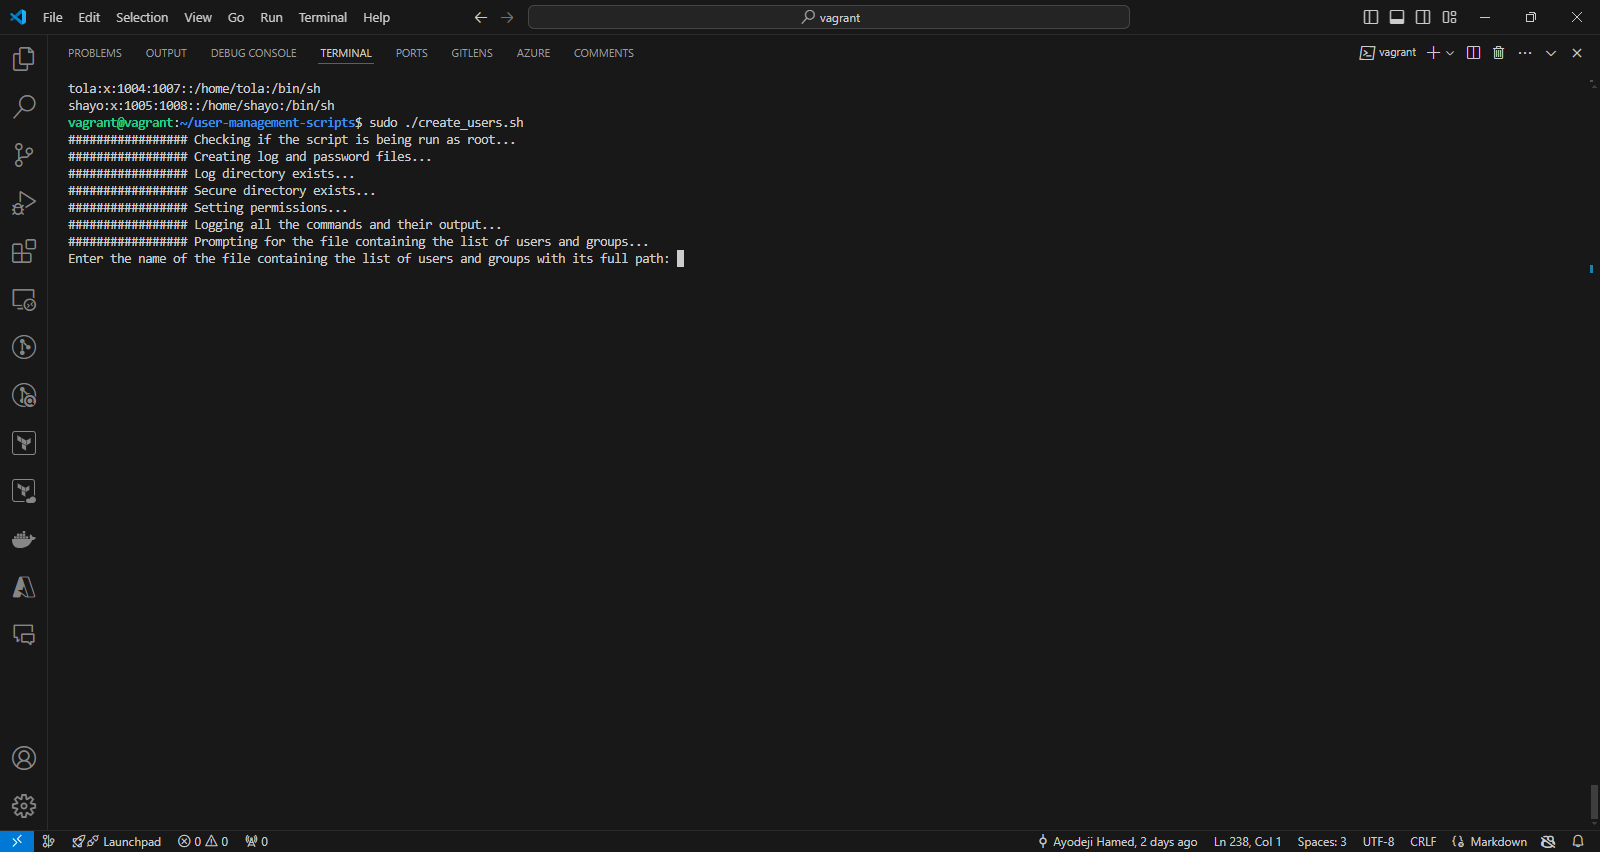 File Edit Selection View Go Run Terminal Help
vagrant
PROBLEMS OUTPUT DEBUG CONSOLE TERMINAL PORTS GITLENS AZURE COMMENTS
vagrant
tola:x:1004:1007::/home/tola:/bin/sh
shayo:x:1005:1008::/home/shayo:/bin/sh
vagrant@vagrant:~/user-management-scripts$ sudo ./create_users.sh
################# Checking if the script is being run as root...
################# Creating log and password files...
################# Log directory exists...
################# Secure directory exists...
################# Setting permissions...
################# Logging all the commands and their output...
################# Prompting for the file containing the list of users and groups...
Enter the name of the file containing the list of users and groups with its full path:
Launchpad 0 0 0 Ayodeji Hamed, 2 days ago Ln 238, Col 1 Spaces: 3 UTF-8 CRLF Markdown